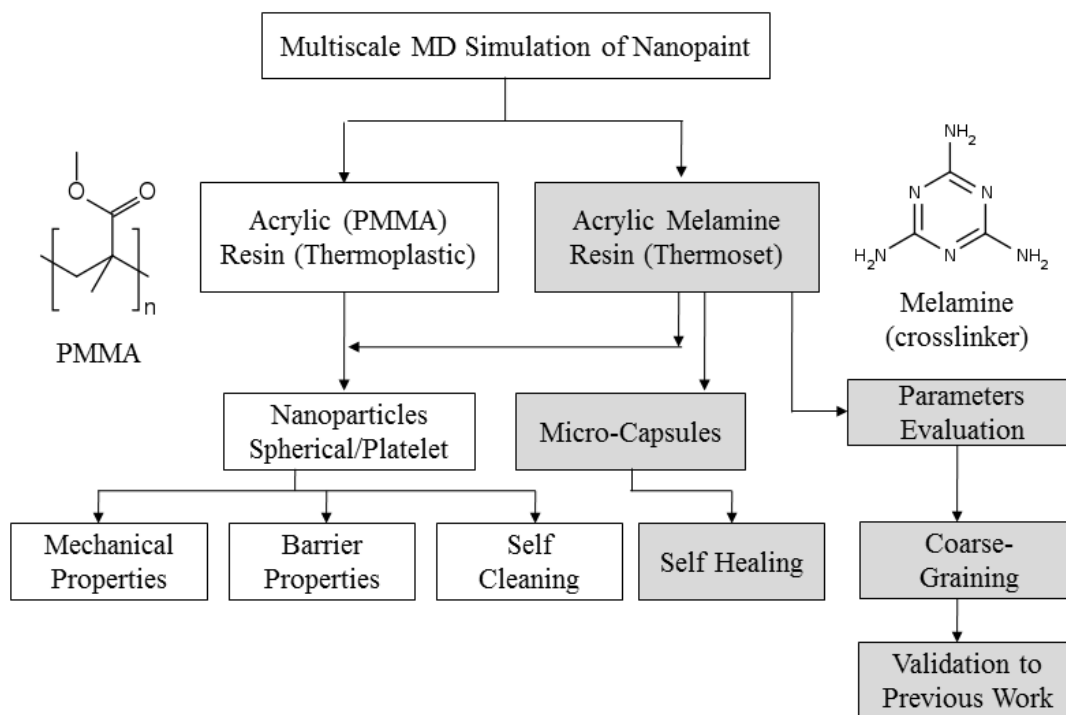 Multiscale MD Simulation of Nanopaint
O
O
n
PMMA
Acrylic (PMMA)
Resin (Thermoplastic)
Acrylic Melamine
Resin (Thermoset)
NH2
N
N
N
H2N
NH2
Melamine
(crosslinker)
Nanoparticles
Spherical/Platelet
Micro-Capsules
Parameters
Evaluation
Mechanical
Properties
Barrier
Properties
Self
Cleaning
Self Healing
Coarse-
Graining
Validation to
Previous Work